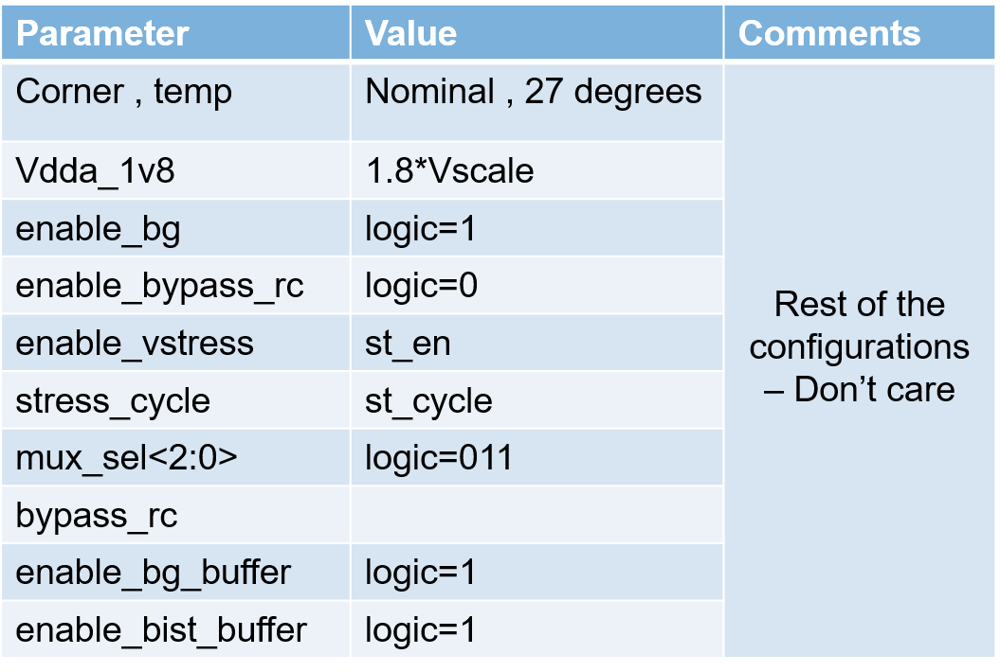 Parameter Value Comments
Corner , temp Nominal , 27 degrees
Vdda_1v8 1.8*Vscale
enable_bg logic=1
enable_bypass_rc logic=0
enable_vstress st_en
stress_cycle st_cycle
mux_sel<2:0> logic=011
bypass_rc
enable_bg_buffer logic=1
enable_bist_buffer logic=1
Rest of the
configurations
– Don’t care